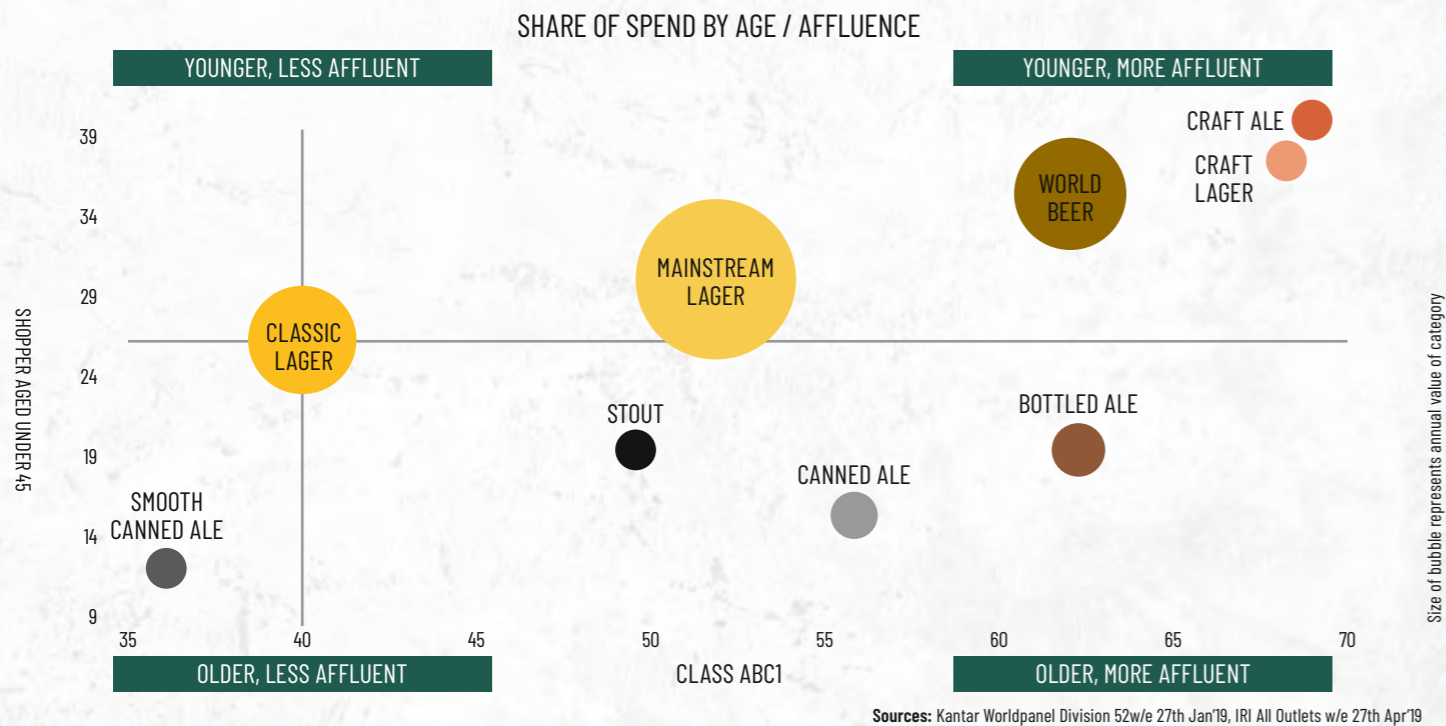 SHARE OF SPEND BY AGE / AFFLUENCE
YOUNGER, LESS AFFLUENT
YOUNGER, MORE AFFLUENT
39
34
29
24
19
14
9
SHOPPER AGED UNDER 45
CRAFT ALE
CRAFT
LAGER
WORLD
BEER
MAINSTREAM
LAGER
CLASSIC
LAGER
STOUT
BOTTLED ALE
CANNED ALE
SMOOTH
CANNED ALE
35
40
45
50
55
60
65
70
OLDER, LESS AFFLUENT
CLASS ABC1
OLDER, MORE AFFLUENT
Size of bubble represents annual value of category
Sources: Kantar Worldpanel Division 52w/e 27th Jan'19, IRI All Outlets w/e 27th Apr'19